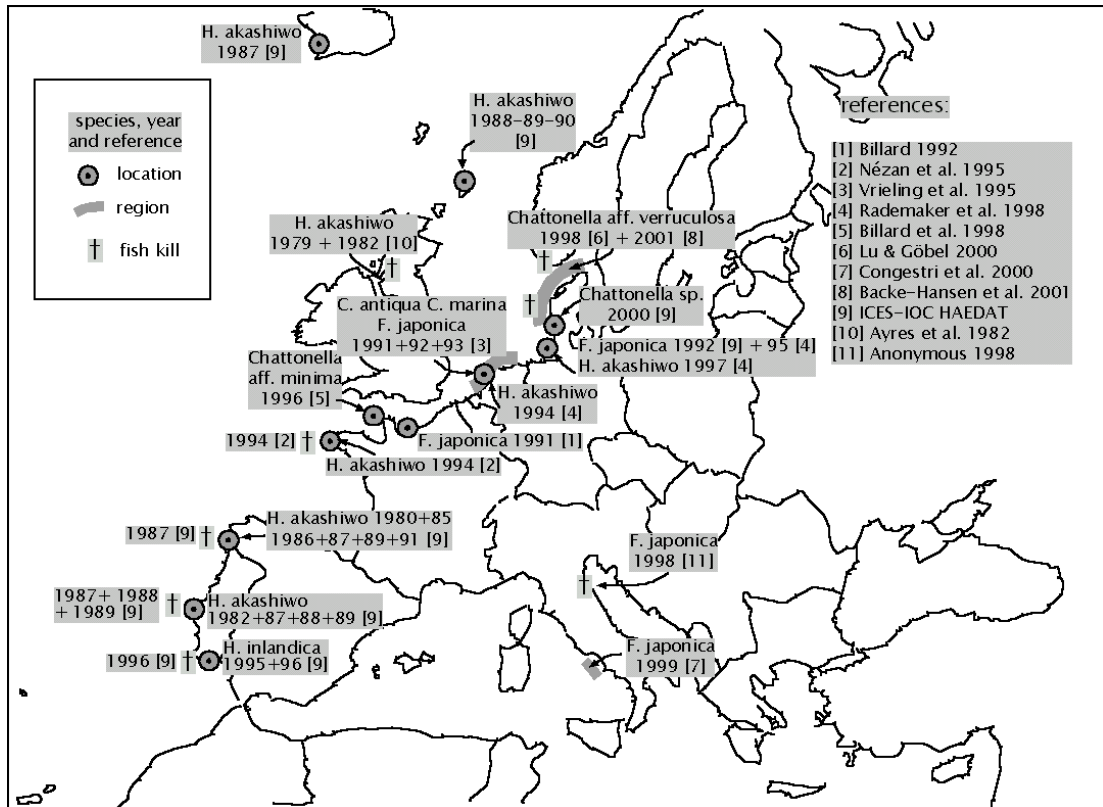 H. akashiwo
1987 [9]
species, year
and reference
location
region
† fish kill
H. akashiwo
1988-89-90
[9]
references:
[1] Billard 1992
[2] Nézan et al. 1995
[3] Vrieling et al. 1995
[4] Rademaker et al. 1998
[5] Billard et al. 1998
[6] Lu & Göbel 2000
[7] Congestri et al. 2000
[8] Backe-Hansen et al. 2001
[9] ICES-IOC HAEDAT
[10] Ayres et al. 1982
[11] Anonymous 1998
H. akashiwo
1979 + 1982 [10]
†
Chattonella aff. verruculosa
1998 [6] + 2001 [8]
†
†
Chattonella sp.
2000 [9]
C. antiqua C. marina
F. japonica
1991+92+93 [3]
F. japonica 1992 [9] + 95 [4]
H. akashiwo 1997 [4]
Chattonella
aff. minima
1996 [5]
H. akashiwo
1994 [4]
1994 [2] †
F. japonica 1991 [1]
H. akashiwo 1994 [2]
1987 [9] †
H. akashiwo 1980+85
1986+87+89+91 [9]
F. japonica
1998 [11]
†
1987+ 1988
+ 1989 [9] †
H. akashiwo
1982+87+88+89 [9]
1996 [9] †
H. inlandica
1995+96 [9]
F. japonica
1999 [7]